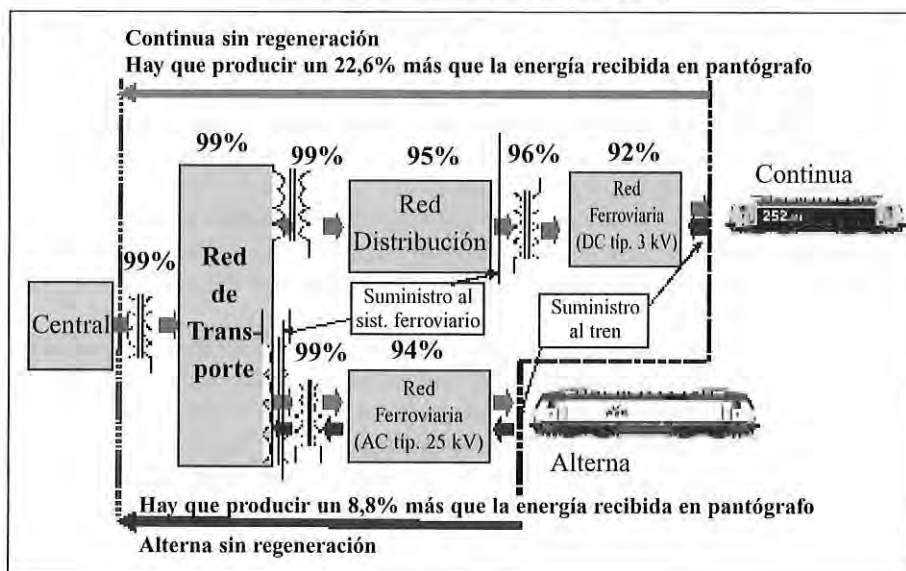 Continua sin regeneración
Hay que producir un 22,6% más que la energía recibida en pantógrafo
99%
99%
95%
96%
92%
Continua
Red
Distribución
Red
Ferroviaria
(DC típ. 3 kV)
252
99%
Red
de
Trans-
porte
Central
Suministro al
sist. ferroviario
Suministro
al tren
99%
94%
Red
Ferroviaria
(AC típ. 25 kV)
Alterna
Hay que producir un 8,8% más que la energía recibida en pantógrafo
Alterna sin regeneración